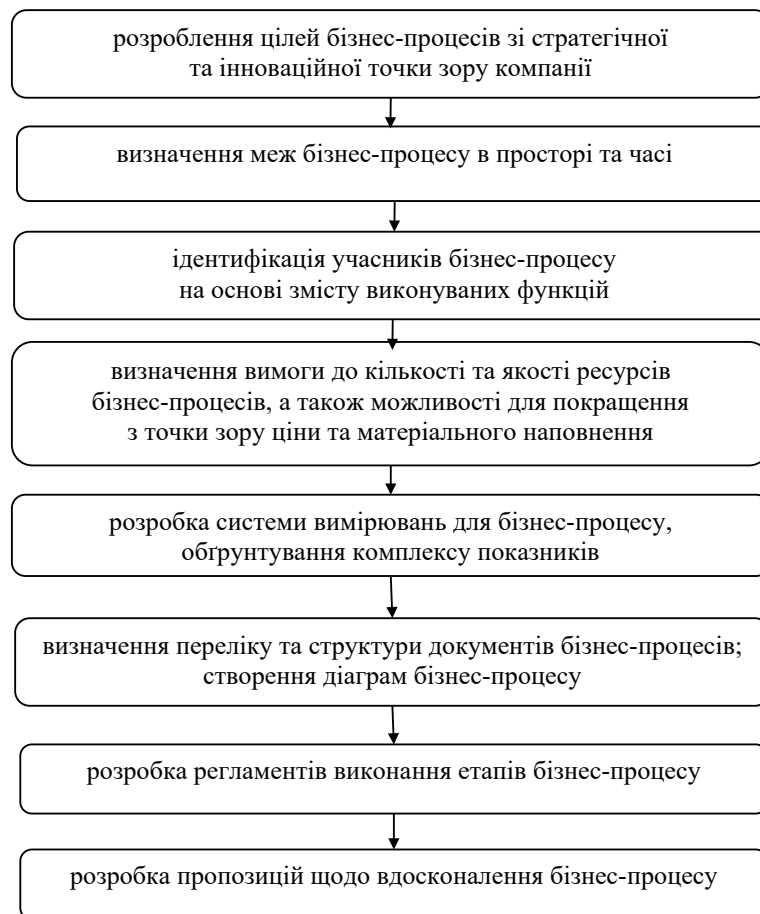 розроблення цілей бізнес-процесів зі стратегічної
та інноваційної точки зору компанії
визначення меж бізнес-процесу в просторі та часі
ідентифікація учасників бізнес-процесу
на основі змісту виконуваних функцій
визначення вимоги до кількості та якості ресурсів
бізнес-процесів, а також можливості для покращення
з точки зору ціни та матеріального наповнення
розробка системи вимірювань для бізнес-процесу,
обґрунтування комплексу показників
визначення переліку та структури документів бізнес-процесів;
створення діаграм бізнес-процесу
розробка регламентів виконання етапів бізнес-процесу
розробка пропозицій щодо вдосконалення бізнес-процесу